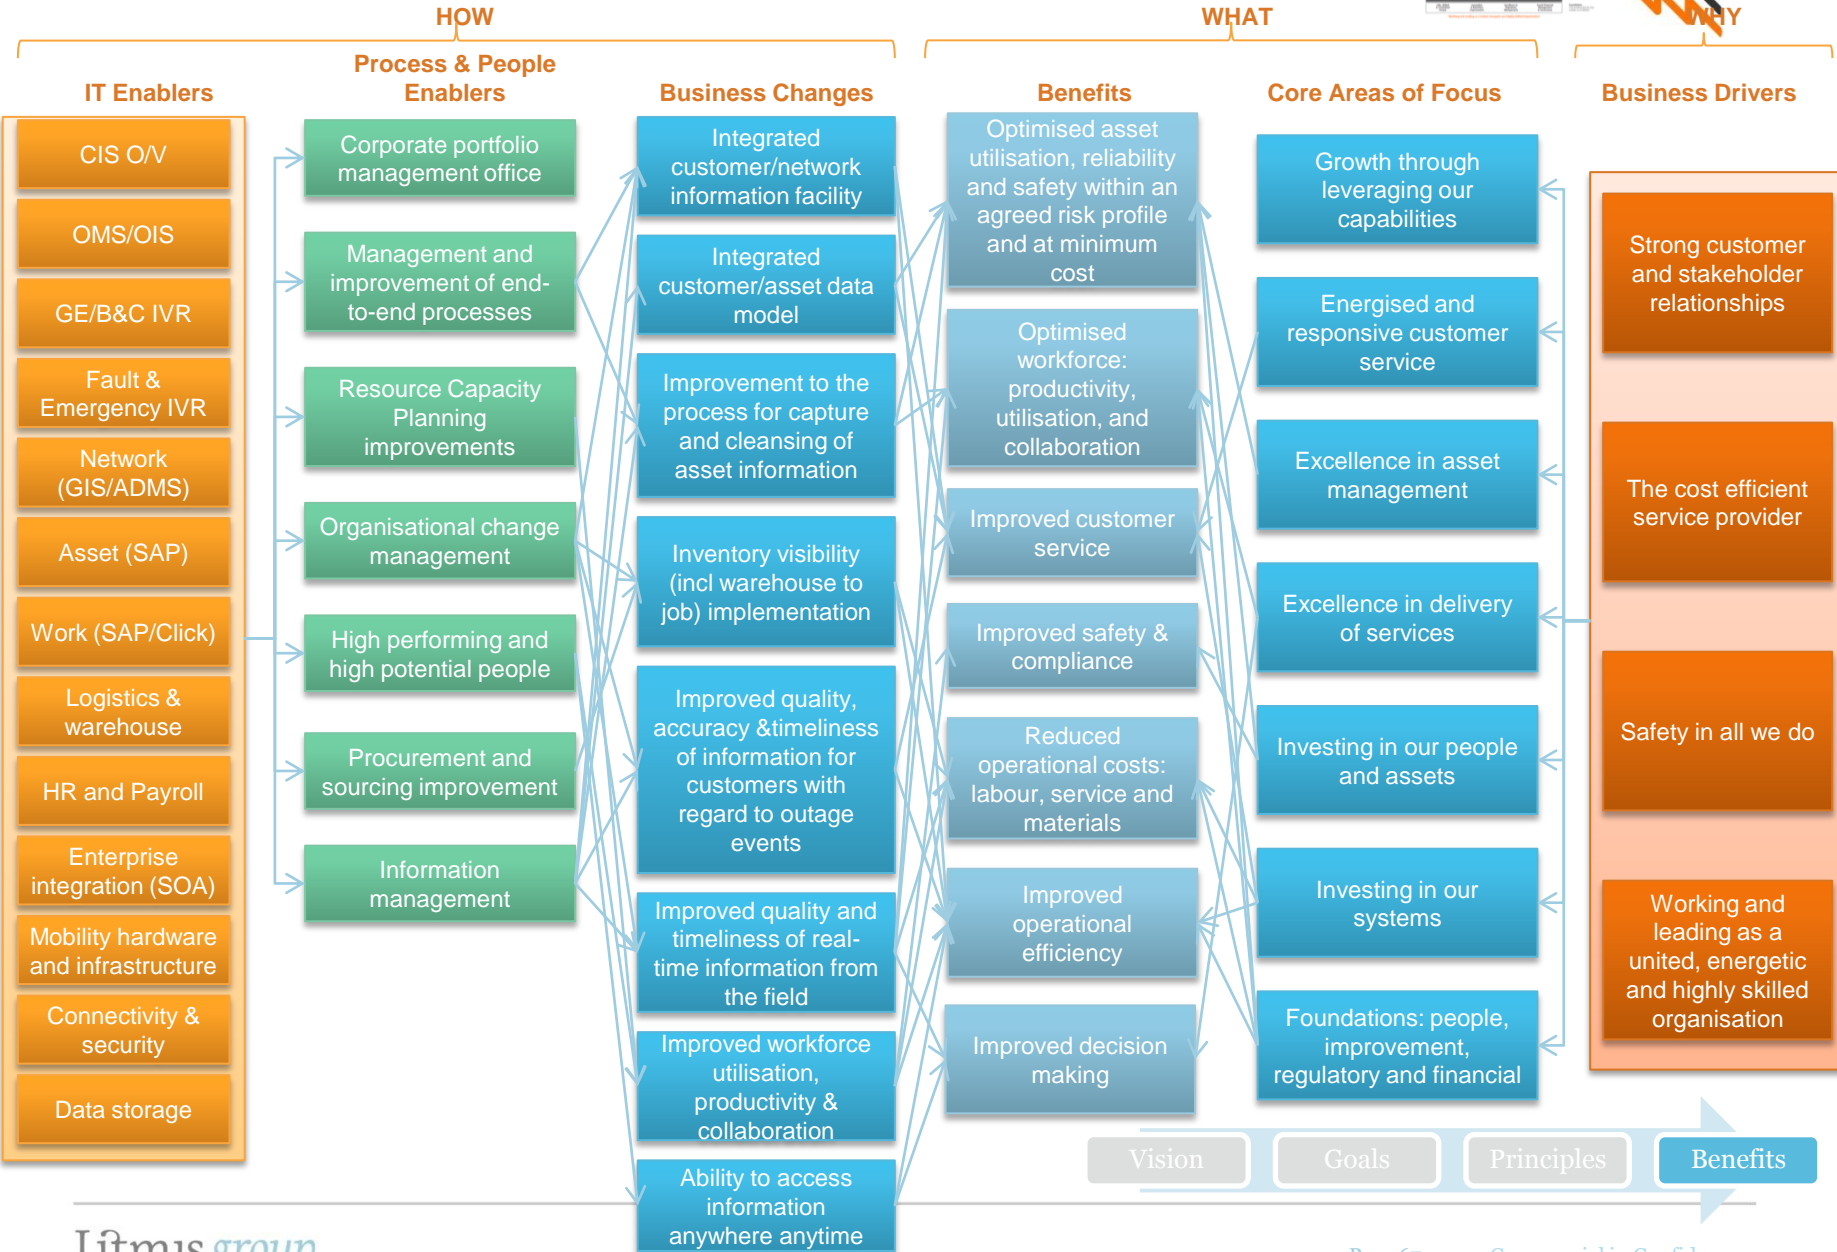 HOW
WHAT
WHY
IT Enablers
Process & People
Enablers
Business Changes
Benefits
Core Areas of Focus
Business Drivers
CIS O/V
OMS/OIS
GE/B&C IVR
Fault &
Emergency IVR
Network
(GIS/ADMS)
Asset (SAP)
Work (SAP/Click)
Logistics &
warehouse
HR and Payroll
Enterprise
integration (SOA)
Mobility hardware
and infrastructure
Connectivity &
security
Data storage
Corporate portfolio
management office
Management and
improvement of end-
to-end processes
Resource Capacity
Planning
improvements
Organisational change
management
High performing and
high potential people
Procurement and
sourcing improvement
Information
management
Integrated
customer/network
information facility
Integrated
customer/asset data
model
Improvement to the
process for capture
and cleansing of
asset information
Inventory visibility
(incl warehouse to
job) implementation
Improved quality,
accuracy &timeliness
of information for
customers with
regard to outage
events
Improved quality and
timeliness of real-
time information from
the field
Improved workforce
utilisation,
productivity &
collaboration
Ability to access
information
anywhere anytime
Optimised asset
utilisation, reliability
and safety within an
agreed risk profile
and at minimum
cost
Optimised
workforce:
productivity,
utilisation, and
collaboration
Improved customer
service
Improved safety &
compliance
Reduced
operational costs:
labour, service and
materials
Improved
operational
efficiency
Improved decision
making
Growth through
leveraging our
capabilities
Energised and
responsive customer
service
Excellence in asset
management
Excellence in delivery
of services
Investing in our people
and assets
Investing in our
systems
Foundations: people,
improvement,
regulatory and financial
Strong customer
and stakeholder
relationships
The cost efficient
service provider
Safety in all we do
Working and
leading as a
united, energetic
and highly skilled
organisation
Vision
Goals
Principles
Benefits
Litmus group